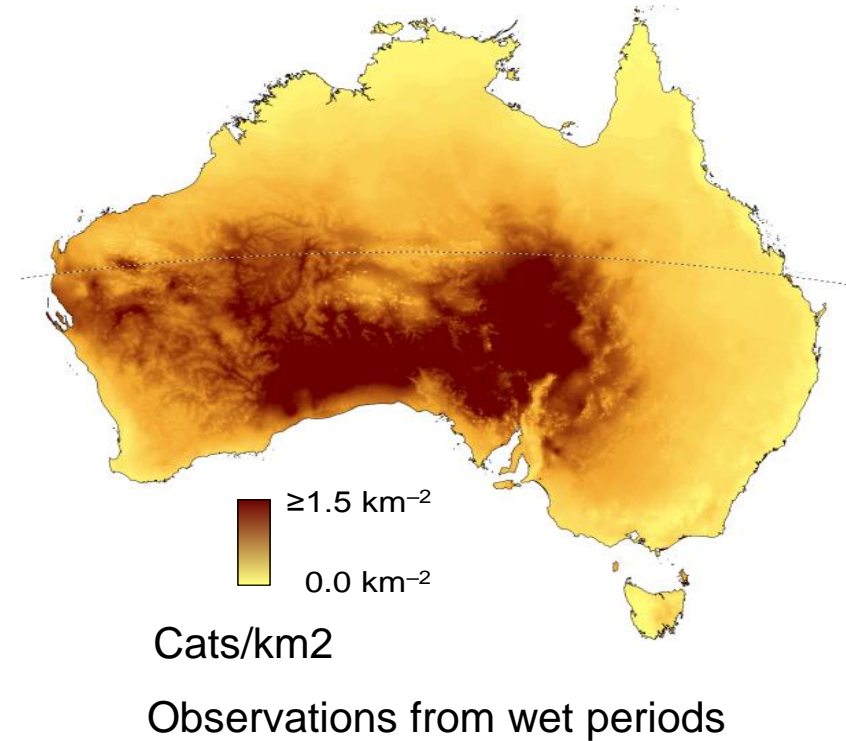 ≥1.5 km⁻²
0.0 km⁻²
Cats/km2
Observations from wet periods